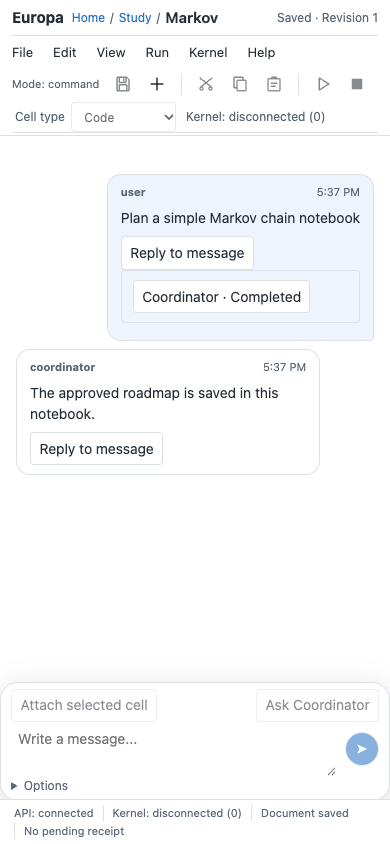 Europa Home / Study / Markov Saved · Revision 1
File Edit View Run Kernel Help
Mode: command
Cell type Code Kernel: disconnected (0)
user 5:37 PM
Plan a simple Markov chain notebook
Reply to message
Coordinator · Completed
coordinator 5:37 PM
The approved roadmap is saved in this
notebook.
Reply to message
Attach selected cell Ask Coordinator
Write a message...
Options
API: connected Kernel: disconnected (0) Document saved
No pending receipt